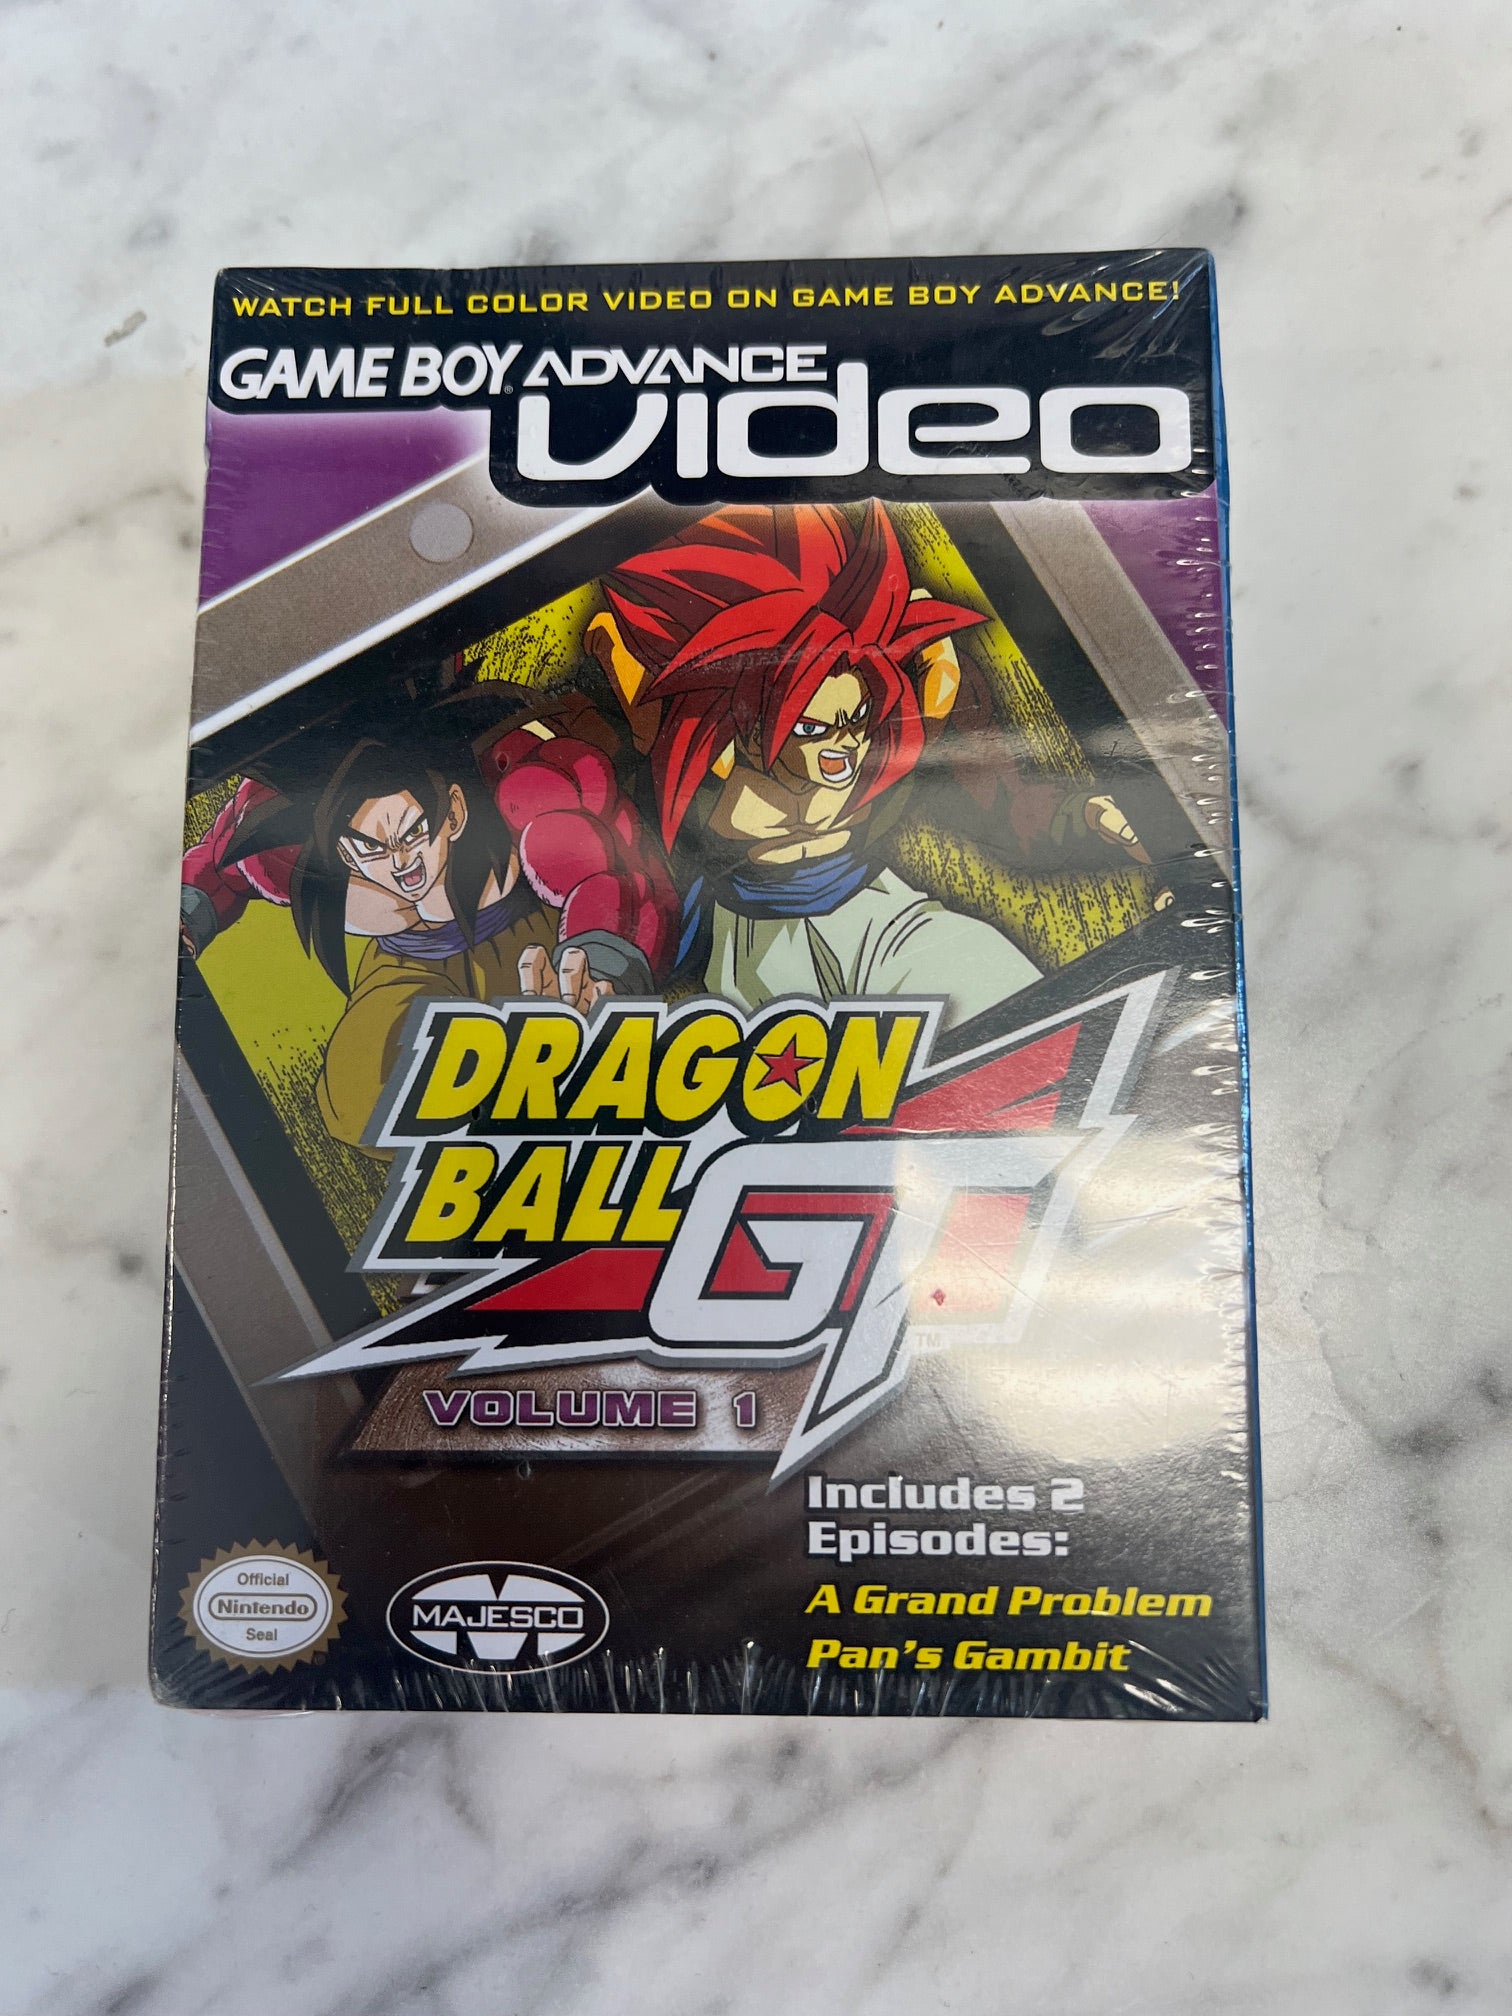 WATCH FULL COLOR VIDEO ON GAME BOY ADVANCE!
GAME BOY® ADVANCE
video
DRAGON
BALL GT
TM
VOLUME 1
Includes 2
Episodes:
A Grand Problem
Pan's Gambit
Official
Nintendo
Seal
MAJESCO